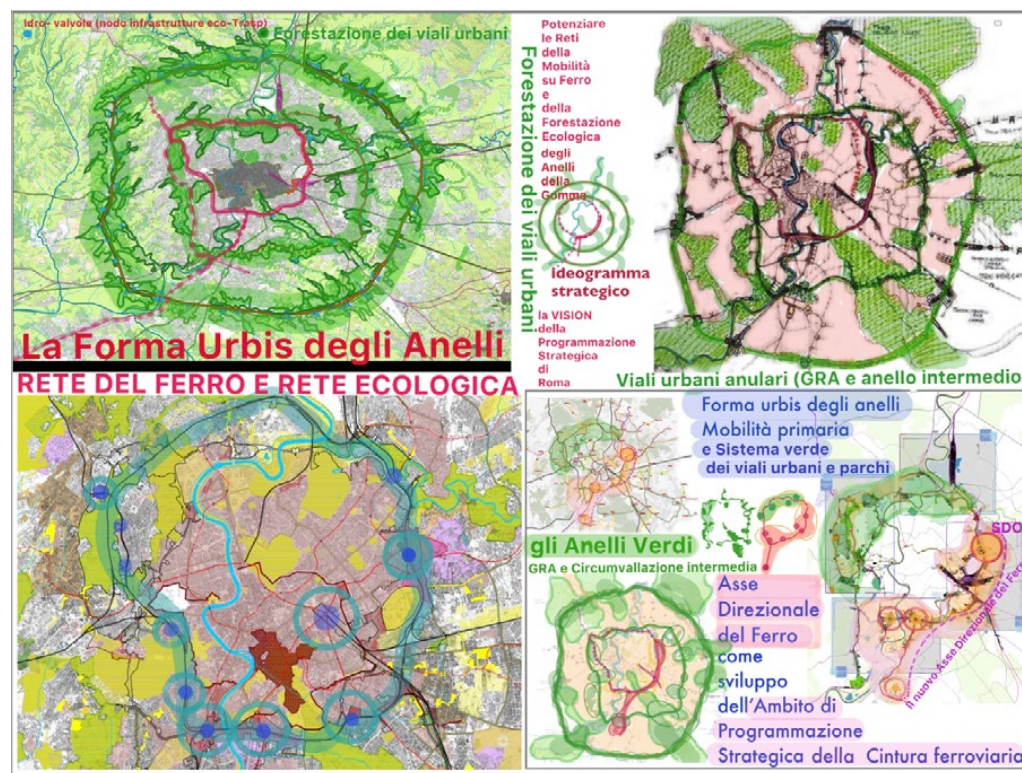 Idro- valvole (nodo infrastrutture eco-Trasp)
Forestazione dei viali urbani
La Forma Urbis degli Anelli
Forestazione dei viali urbani
Potenziare
le Reti
della
Mobilità
su Ferro
e
della
Forestazione
Ecologica
degli
Anelli
della
Gomma
Ideogramma
strategico
la VISION
della
Programmazione
Strategica
di
Roma
Viali urbani anulari (GRA e anello intermedio
RETE DEL FERRO E RETE ECOLOGICA
Forma urbis degli anelli
Mobilità primaria
e Sistema verde
dei viali urbani e parchi
gli Anelli Verdi
GRA e Circumvallazione intermedia
SDO
Il nuovo Asse Direzionale del Ferro
Asse
Direzionale
del Ferro
come
sviluppo
dell'Ambito di
Programmazione
Strategica della Cintura ferroviaria